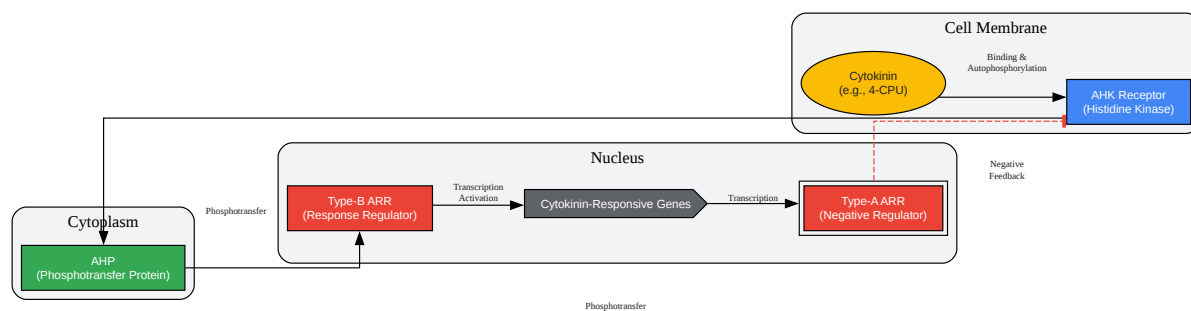 Cell Membrane
Cytokinin
(e.g., 4-CPU)
Binding &
Autophosphorylation
AHK Receptor
(Histidine Kinase)
Nucleus
Negative
Feedback
Type-B ARR
(Response Regulator)
Transcription
Activation
Cytokinin-Responsive Genes
Transcription
Type-A ARR
(Negative Regulator)
Phosphotransfer
Cytoplasm
AHP
(Phosphotransfer Protein)
Phosphotransfer